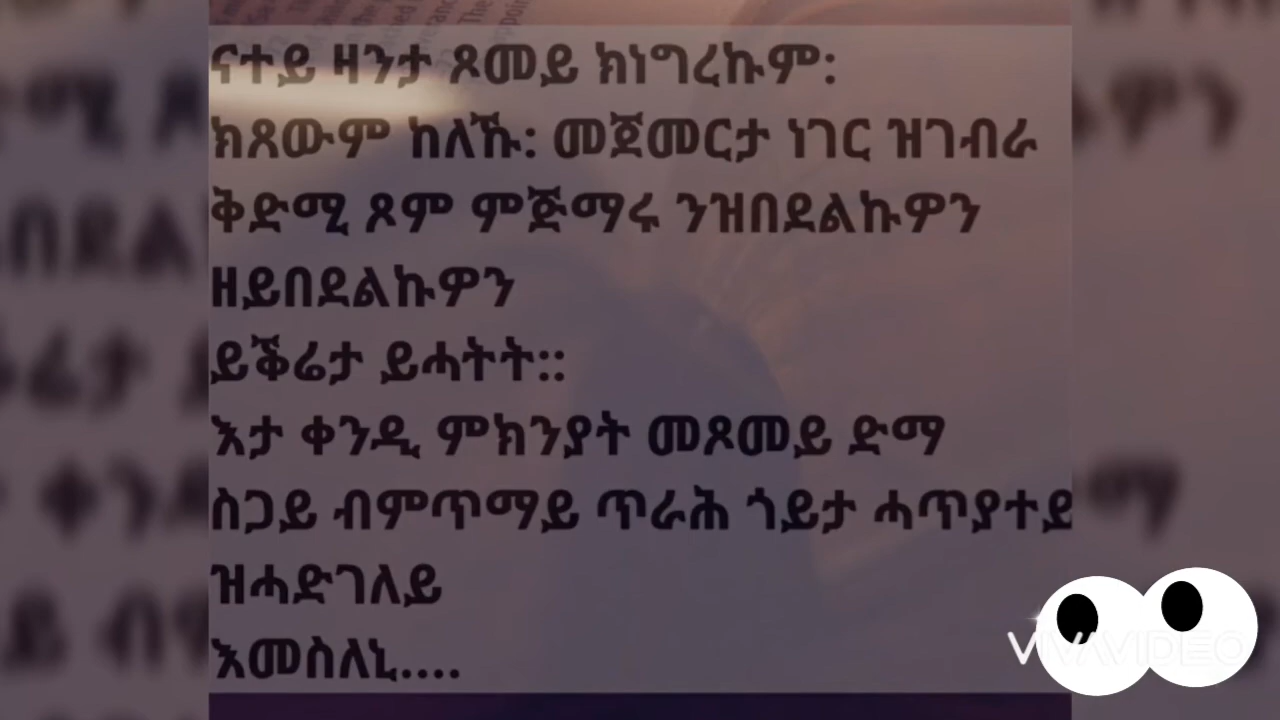 ናተይ ዛንታ ጾመይ ክነግረኩም:
ክጸውም ከለኹ: መጀመርታ ነገር ዝገብራ
ቅድሚ ጾም ምጅማሩ ንዝበደልኩዎን
ዘይበደልኩዎን
ይቕሬታ ይሓትት::
እታ ቀንዲ ምክንያት መጾመይ ድማ
ስጋይ ብምጥማይ ጥራሕ ጎይታ ሓጥያተይ
ዝሓድገለይ
እመስለኒ....
VIVAVIDEO